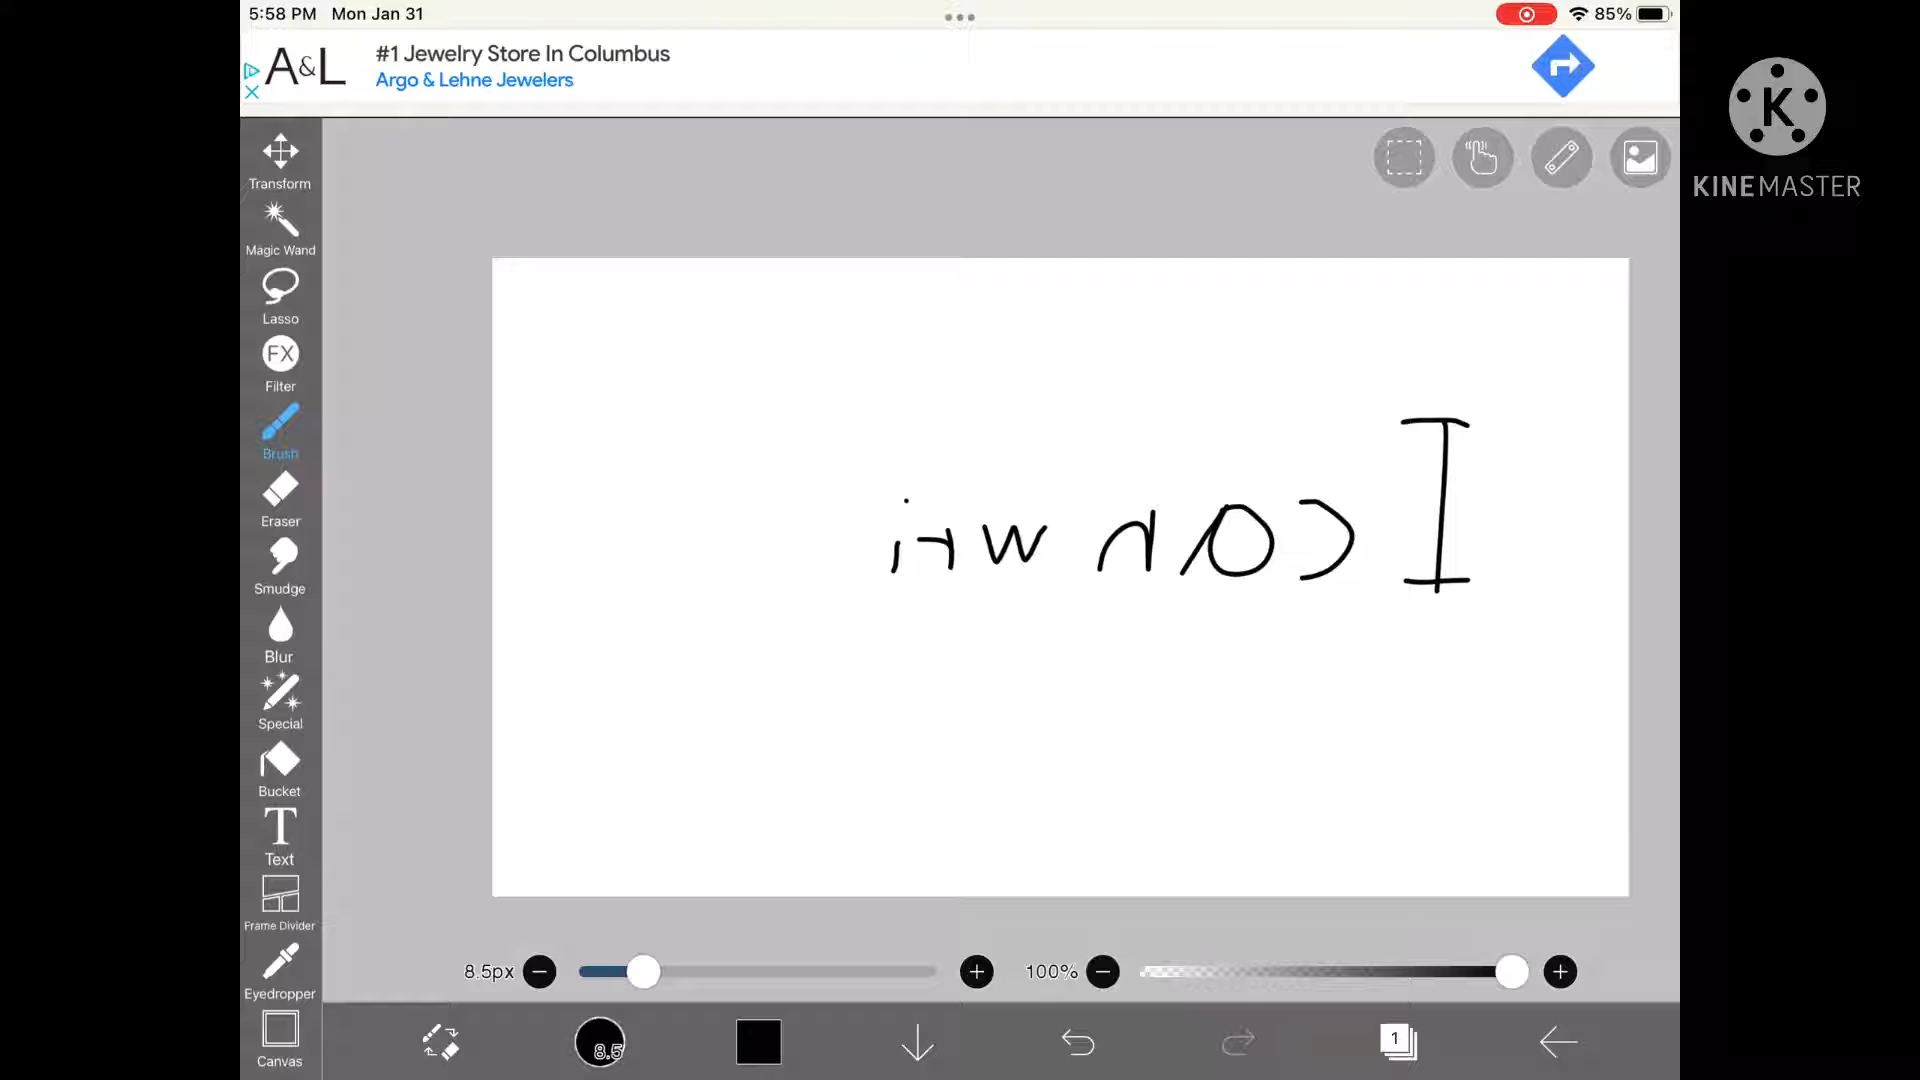 5:58 PM Mon Jan 31
85%
A&L
#1 Jewelry Store In Columbus
Argo & Lehne Jewelers
K
KINEMASTER
Transform
Magic Wand
Lasso
FX
Filter
Brush
Eraser
Smudge
Blur
Special
Bucket
T
Text
Frame Divider
Eyedropper
Canvas
I can wri
8.5px
100%
8.5
1